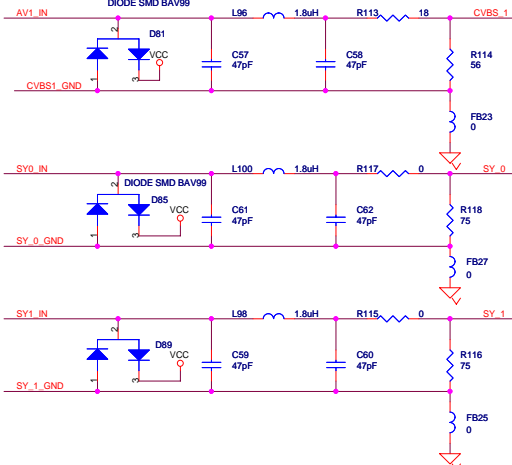 DIODE SMD BAV99
AV1_IN L96 1.8uH R113 18 CVBS_1
2 D81
VCC C57 47pF C58 47pF R114 56
1 3
CVBS1_GND
FB23 0
SY0_IN L100 1.8uH R117 0 SY_0
2 DIODE SMD BAV99
D85
VCC C61 47pF C62 47pF R118 75
1 3
SY_0_GND
FB27 0
SY1_IN L98 1.8uH R115 0 SY_1
2 D89
VCC C59 47pF C60 47pF R116 75
1 3
SY_1_GND
FB25 0